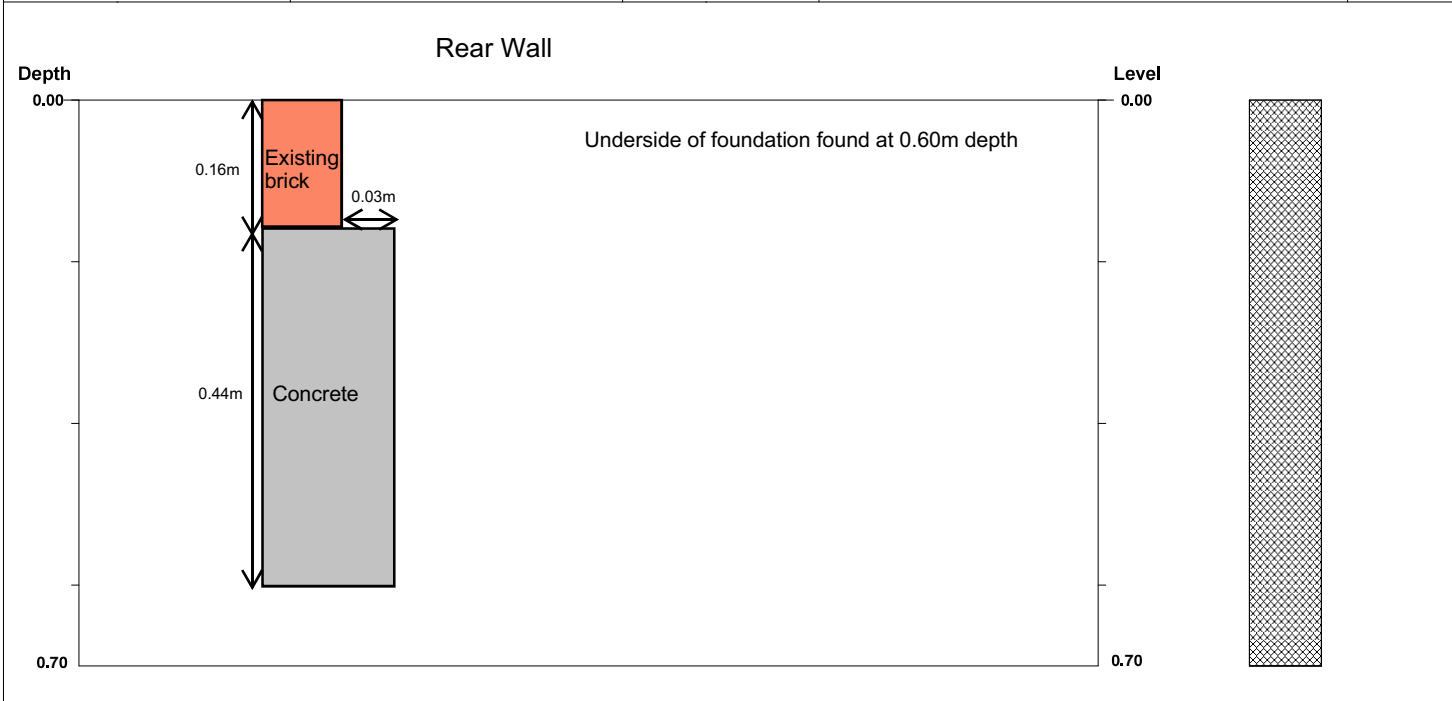 Rear Wall
Depth
Level
0.00
0.00
Underside of foundation found at 0.60m depth
Existing
brick
0.16m
0.03m
0.44m
Concrete
0.70
0.70